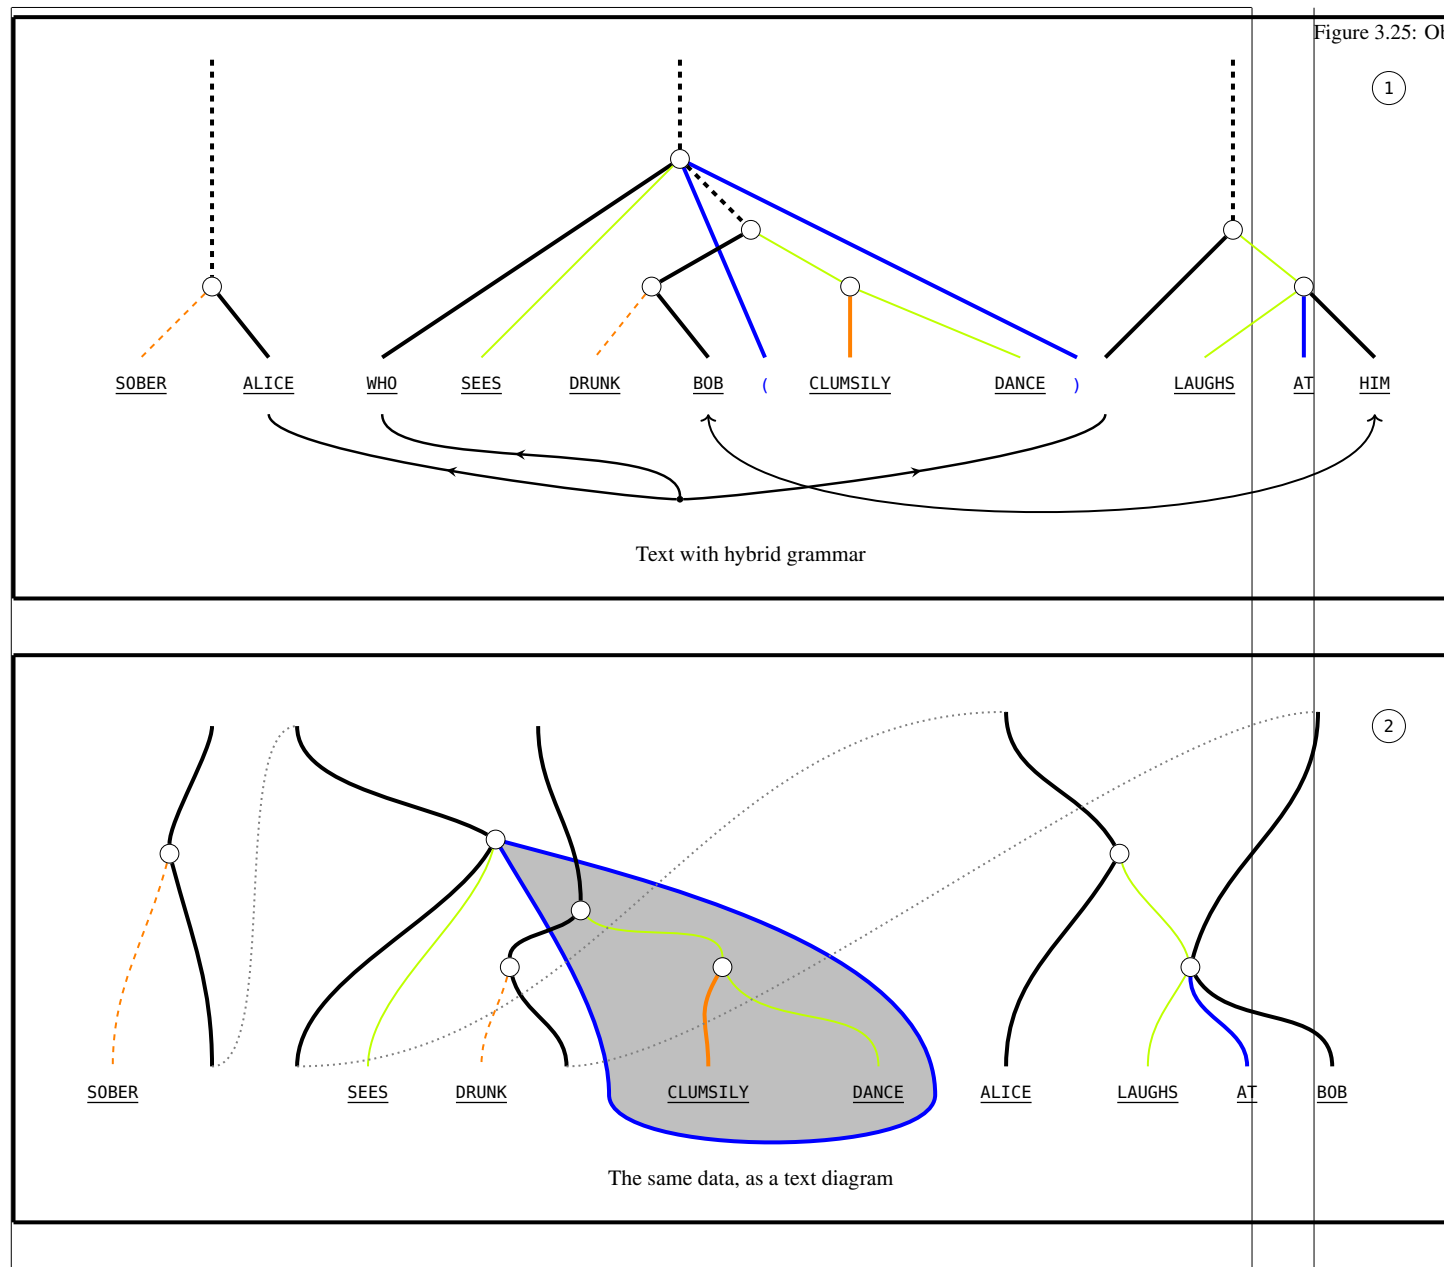 Figure 3.25: Ob
1
SOBER ALICE WHO SEES DRUNK BOB ( CLUMSILY DANCE ) LAUGHS AT HIM
Text with hybrid grammar
2
SOBER SEES DRUNK CLUMSILY DANCE ALICE LAUGHS AT BOB
The same data, as a text diagram